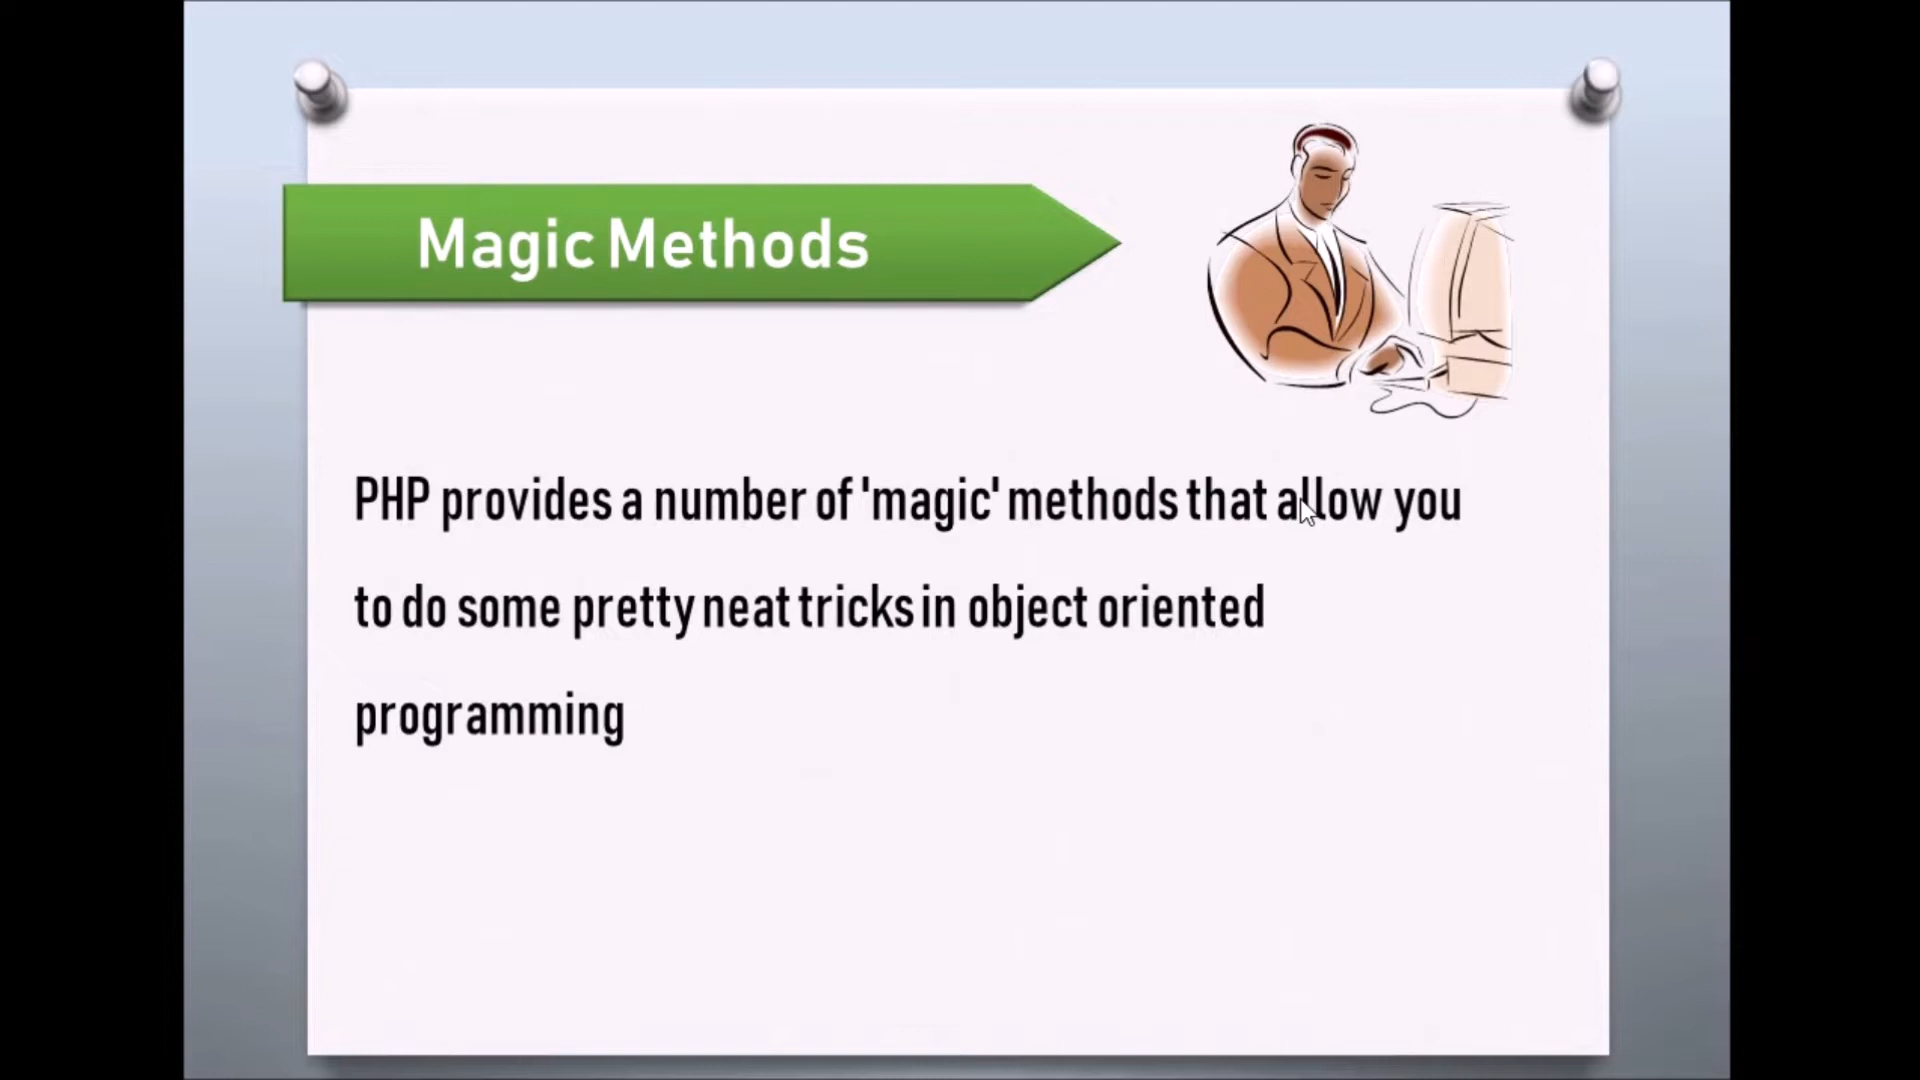 Magic Methods
PHP provides a number of 'magic' methods that allow you
to do some pretty neat tricks in object oriented
programming